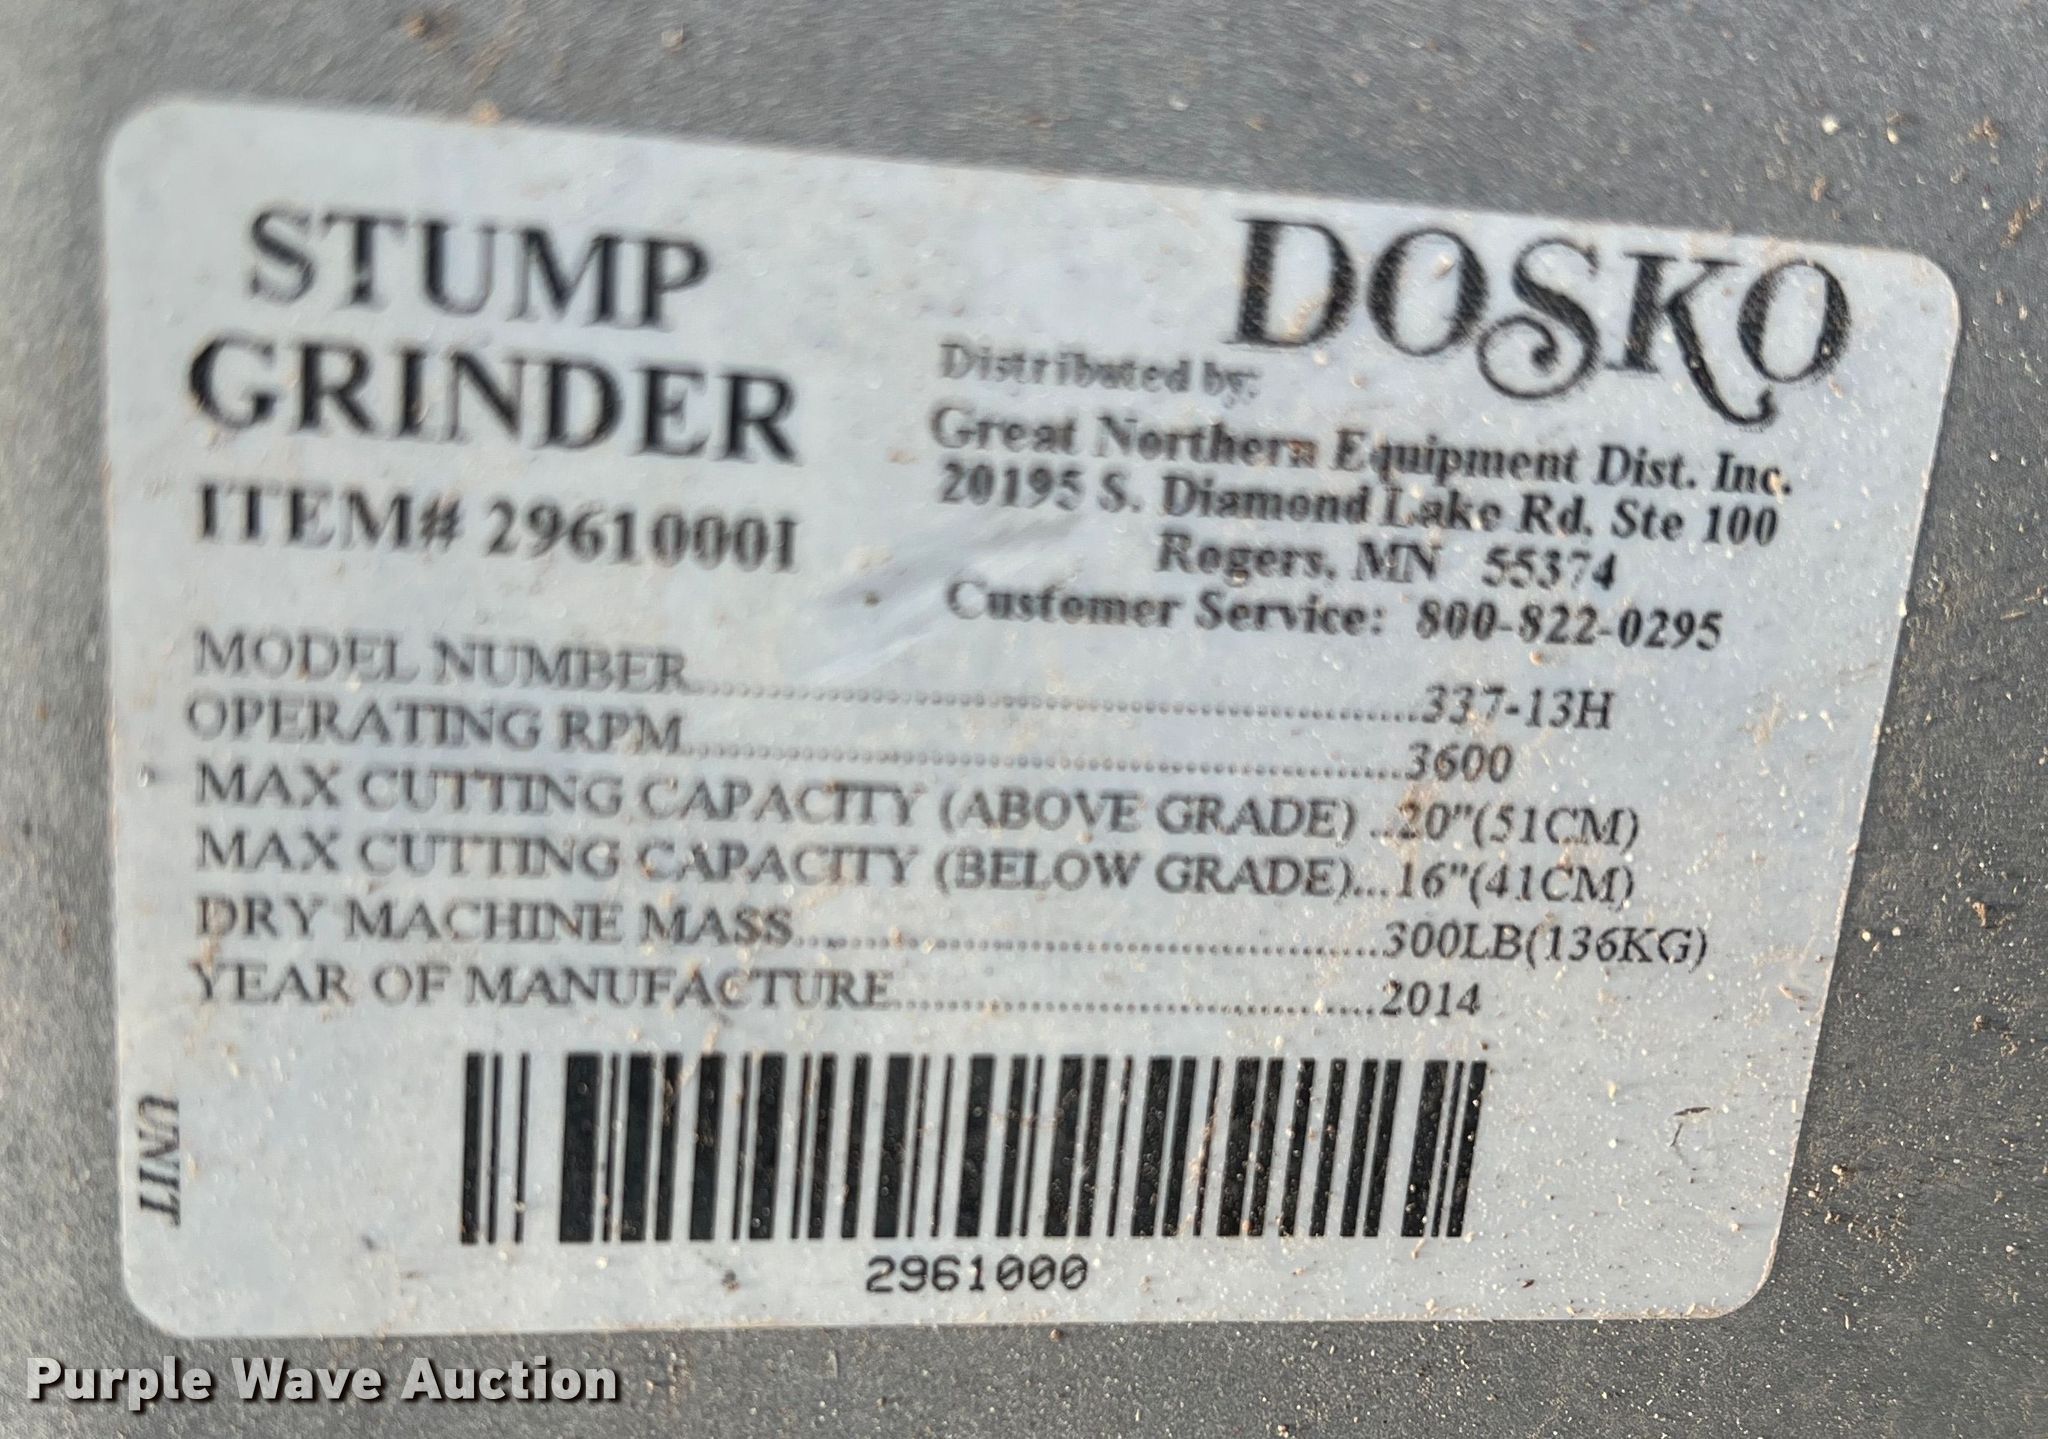 STUMP
GRINDER
ITEM# 2961000I
DOSKO
Distributed by:
Great Northern Equipment Dist. Inc.
20195 S. Diamond Lake Rd. Ste 100
Rogers, MN 55374
Customer Service: 800-822-0295
MODEL NUMBER..........337-13H
OPERATING RPM..........3600
MAX CUTTING CAPACITY (ABOVE GRADE) ..20"(51CM)
MAX CUTTING CAPACITY (BELOW GRADE)...16"(41CM)
DRY MACHINE MASS..........300LB(136KG)
YEAR OF MANUFACTURE..........2014
UNIT
2961000
Purple Wave Auction